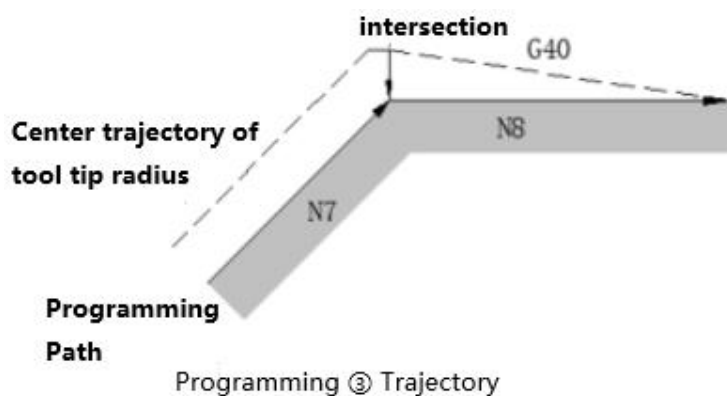 intersection
G40
Center trajectory of
tool tip radius
N8
N7
Programming
Path
Programming ③ Trajectory